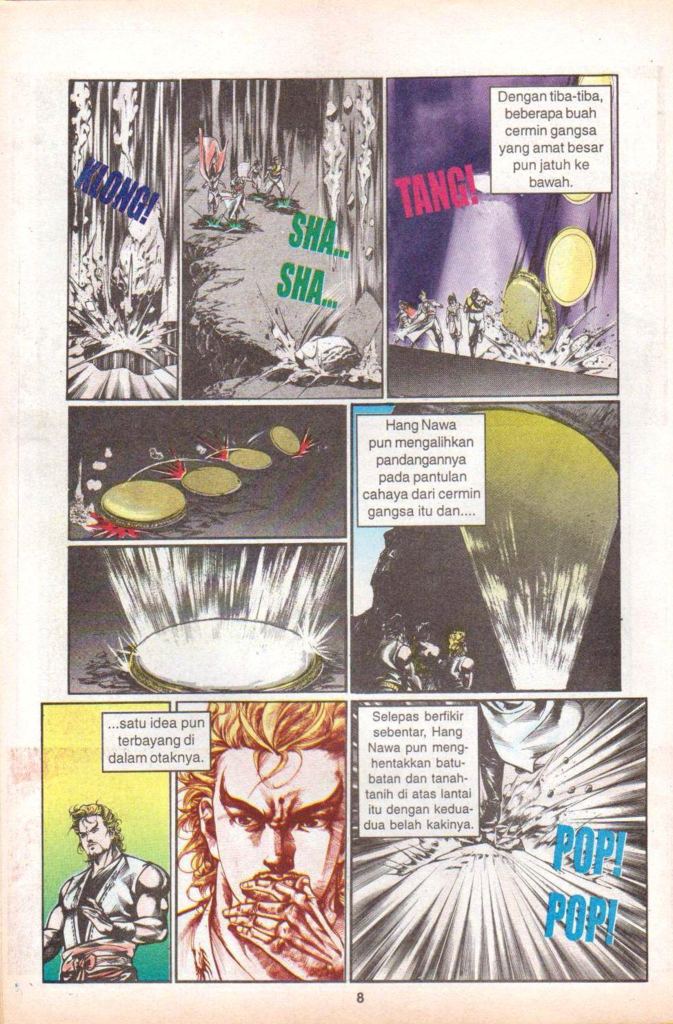 KLONG!
SHA...
SHA...
TANG!
Dengan tiba-tiba,
beberapa buah
cermin gangsa
yang amat besar
pun jatuh ke
bawah.
Hang Nawa
pun mengalihkan
pandangannya
pada pantulan
cahaya dari cermin
gangsa itu dan....
...satu idea pun
terbayang di
dalam otaknya.
Selepas berfikir
sebentar, Hang
Nawa pun meng-
hentakkan batu-
batan dan tanah-
tanih di atas lantai
itu dengan kedua-
dua belah kakinya.
POP!
POP!
8